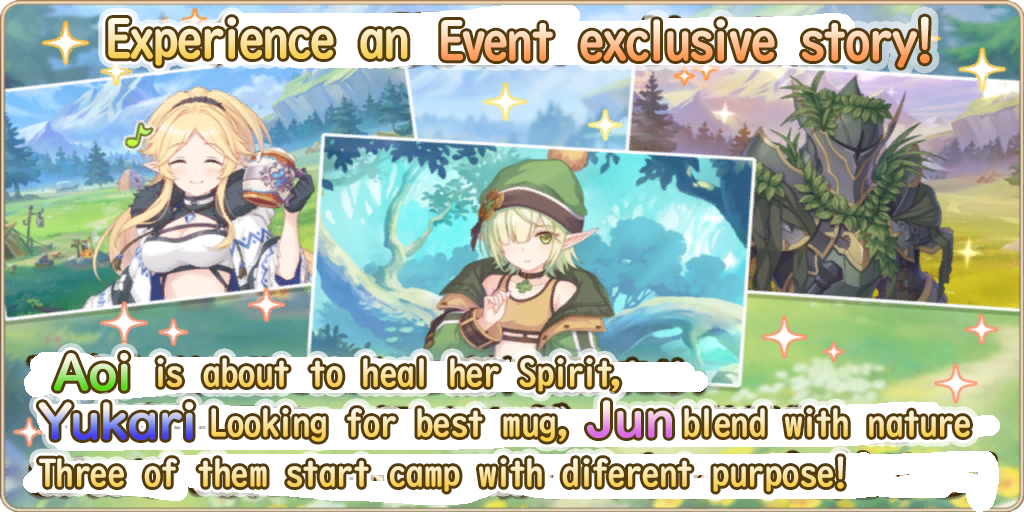 Experience an Event exclusive story!
Aoi is about to heal her Spirit,
Yukari Looking for best mug, Jun blend with nature
Three of them start camp with diferent purpose!